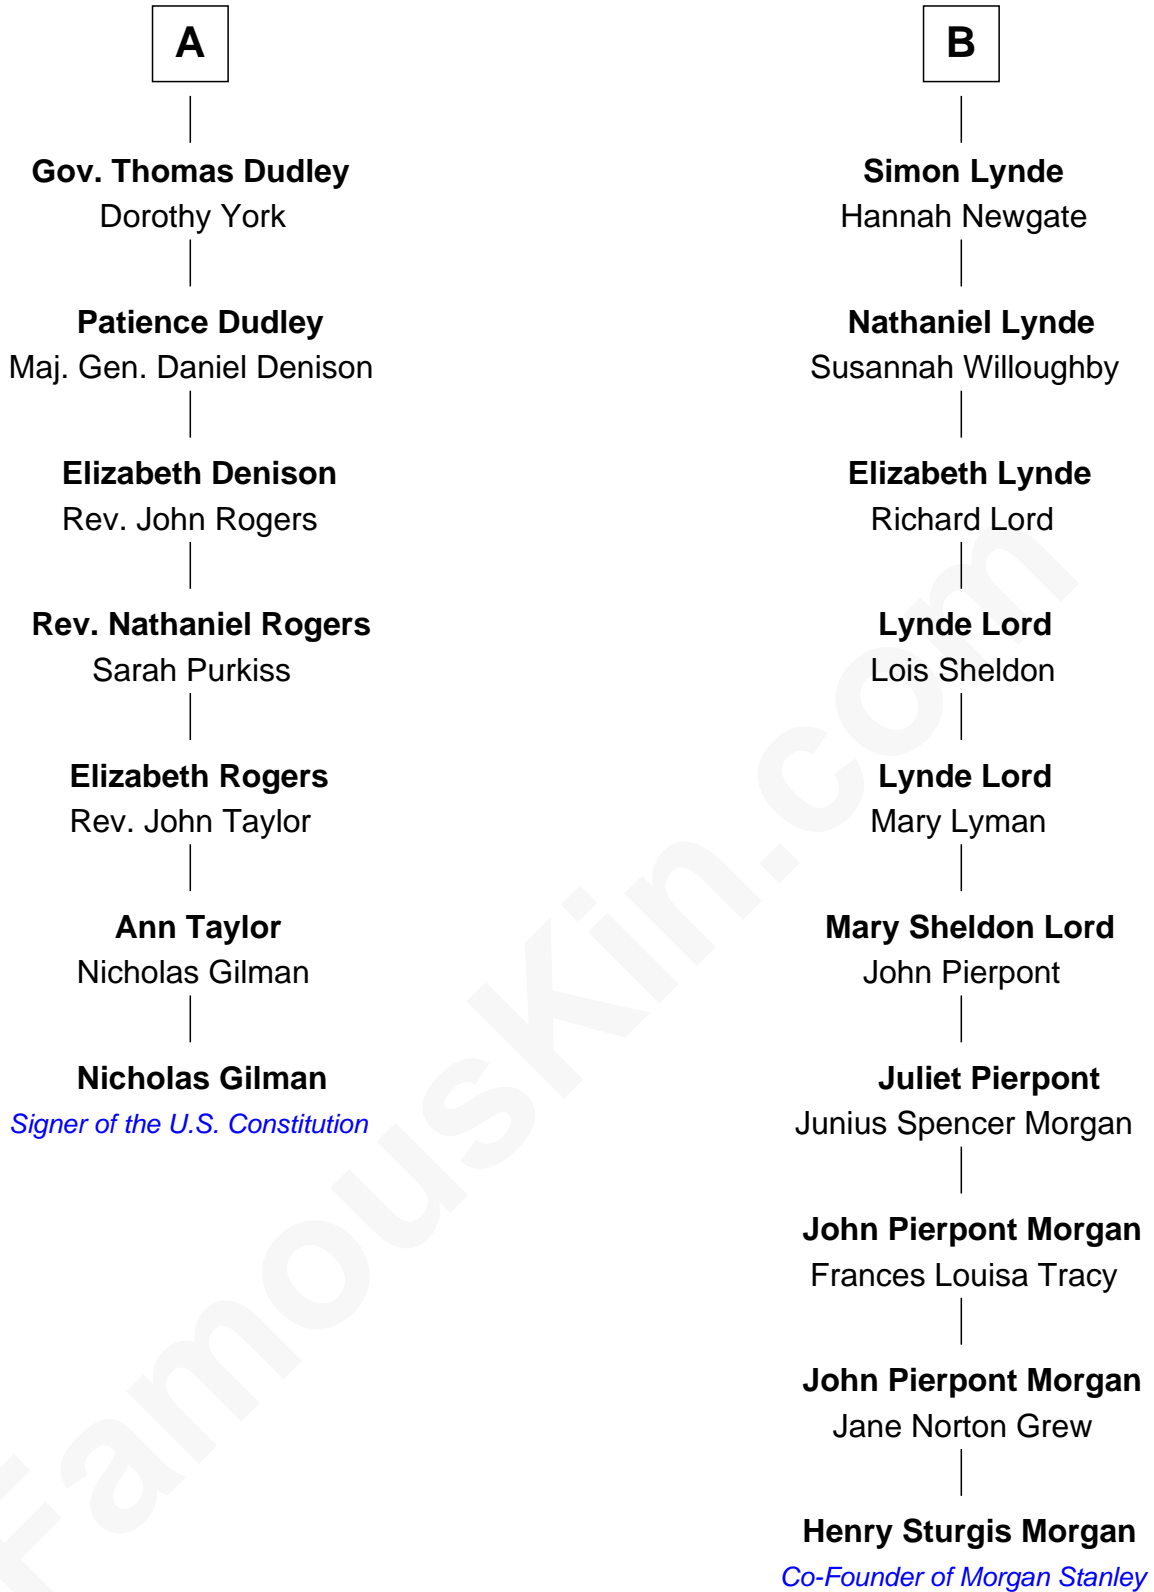 A
Gov. Thomas Dudley
Dorothy York
Patience Dudley
Maj. Gen. Daniel Denison
Elizabeth Denison
Rev. John Rogers
Rev. Nathaniel Rogers
Sarah Purkiss
Elizabeth Rogers
Rev. John Taylor
Ann Taylor
Nicholas Gilman
Nicholas Gilman
Signer of the U.S. Constitution
B
Simon Lynde
Hannah Newgate
Nathaniel Lynde
Susannah Willoughby
Elizabeth Lynde
Richard Lord
Lynde Lord
Lois Sheldon
Lynde Lord
Mary Lyman
Mary Sheldon Lord
John Pierpont
Juliet Pierpont
Junius Spencer Morgan
John Pierpont Morgan
Frances Louisa Tracy
John Pierpont Morgan
Jane Norton Grew
Henry Sturgis Morgan
Co-Founder of Morgan Stanley
FamousKin.com